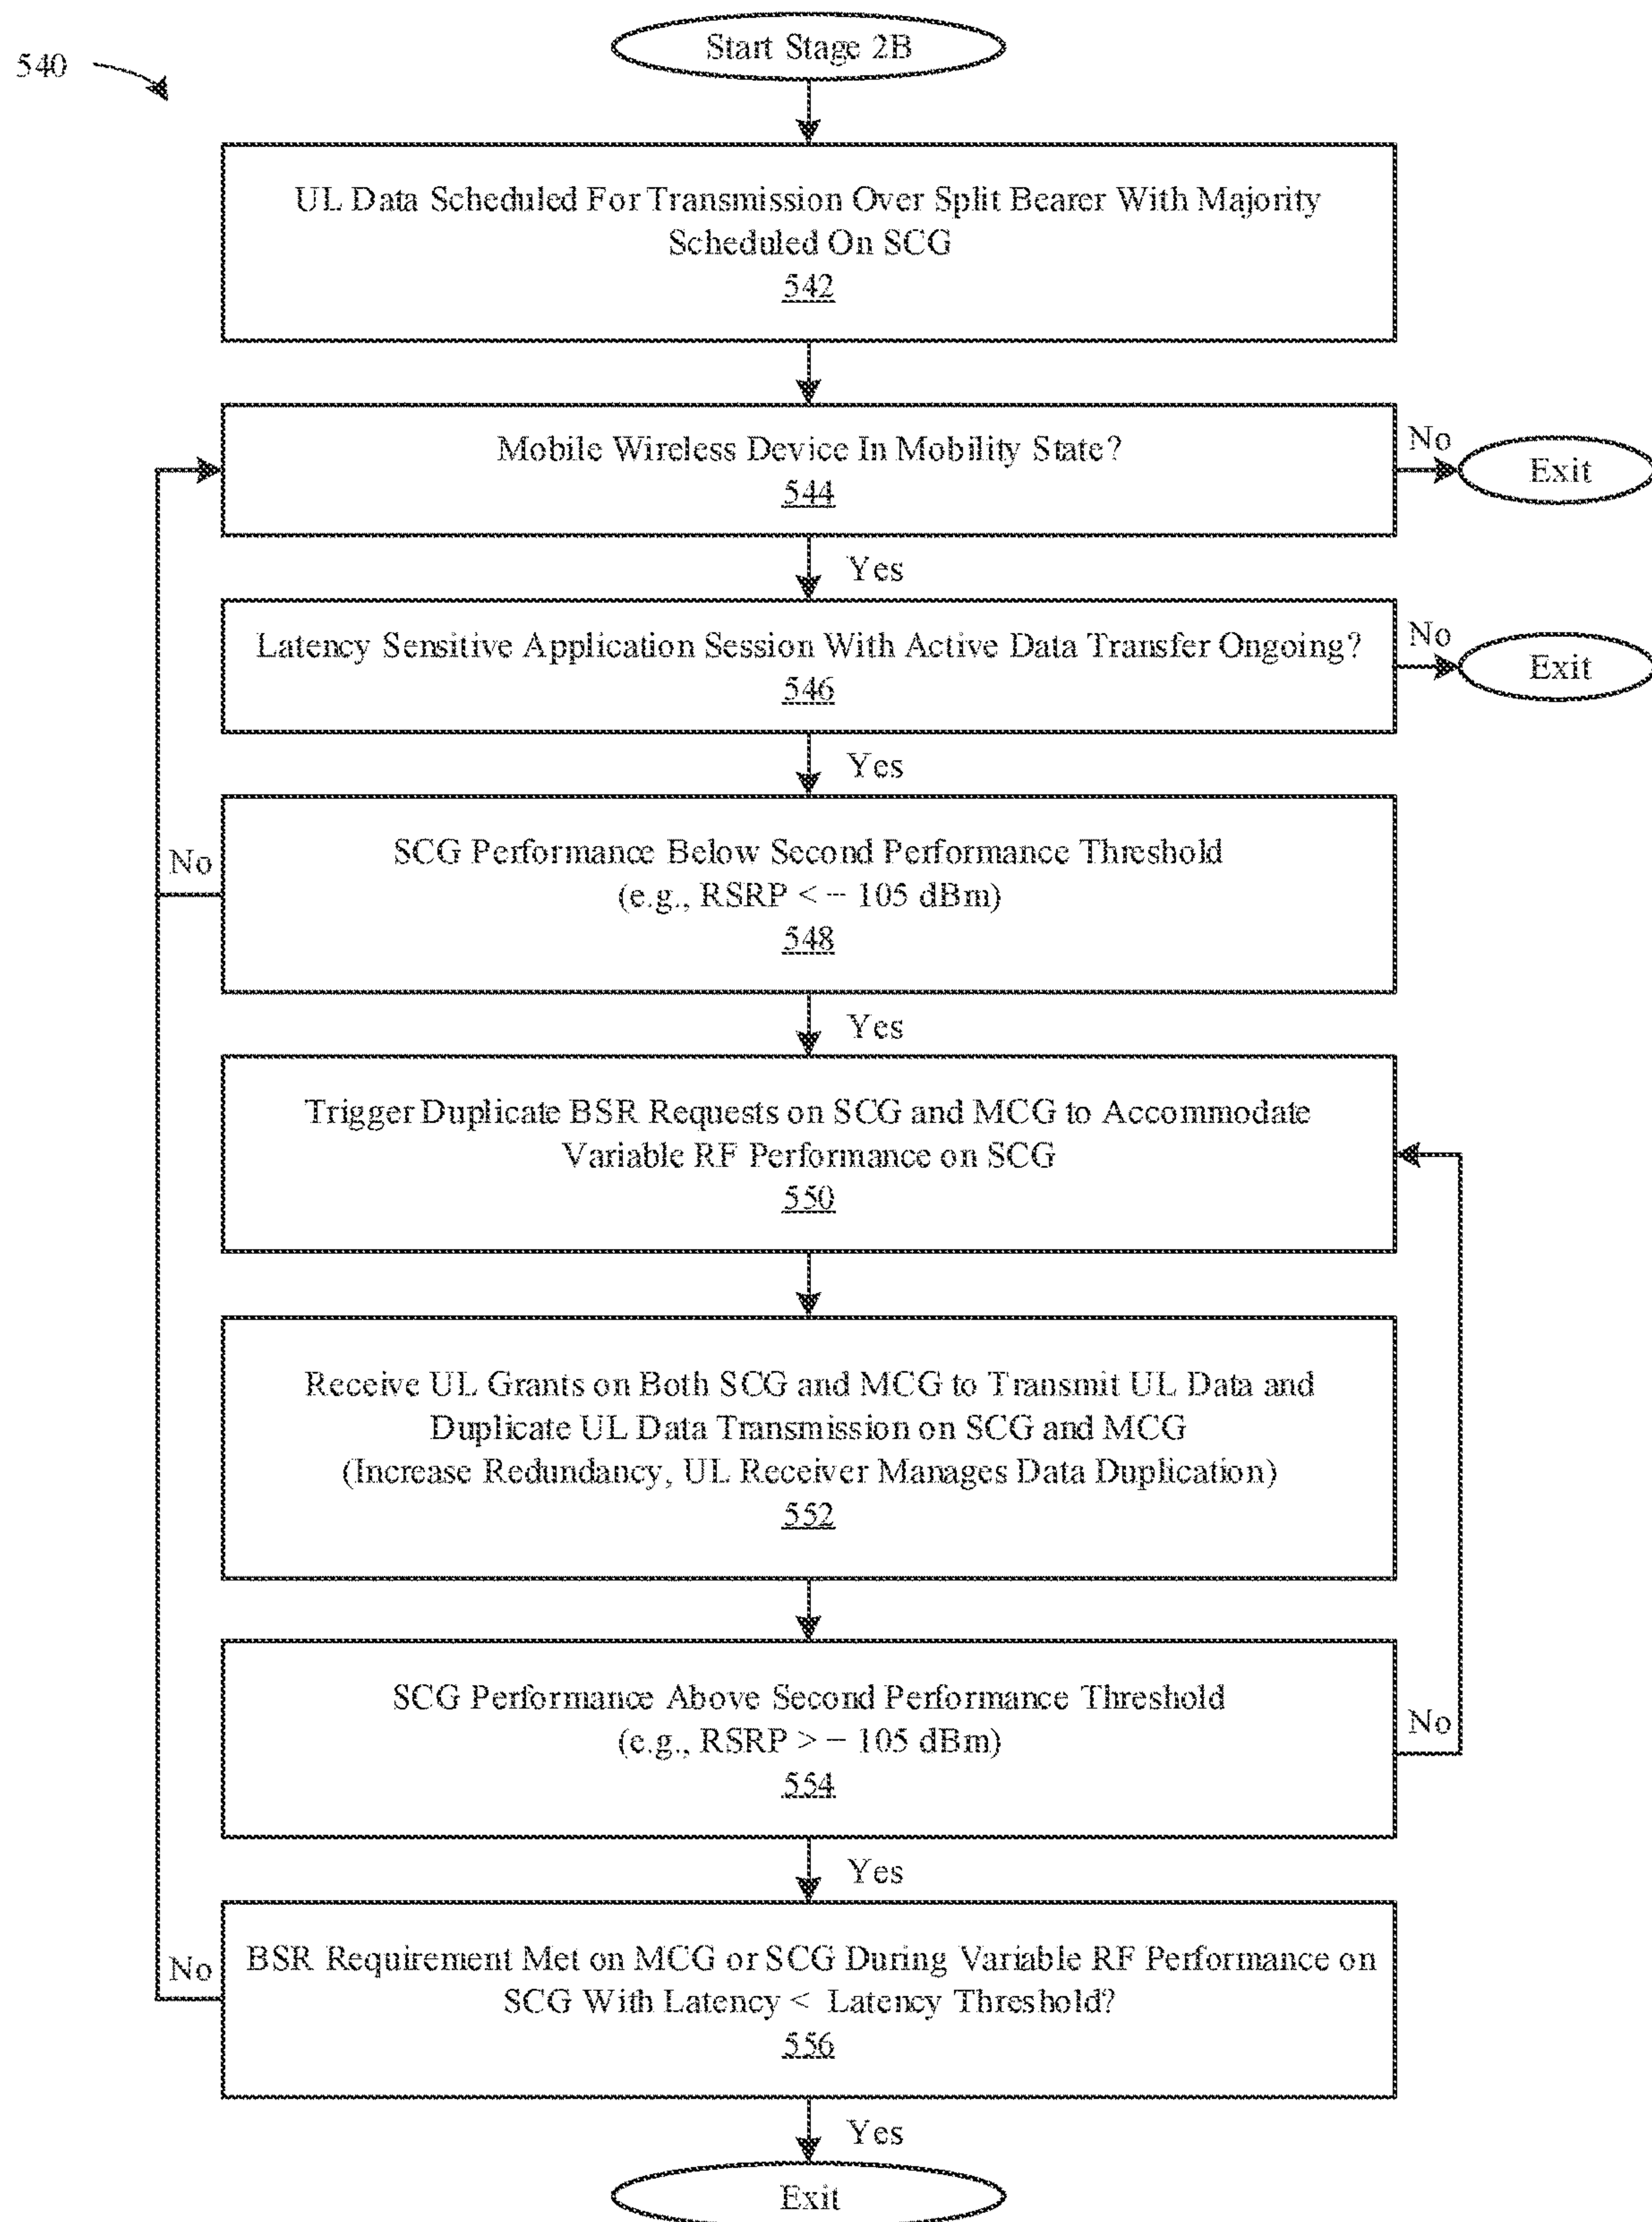 540
Start Stage 2B
UL Data Scheduled For Transmission Over Split Bearer With Majority
Scheduled On SCG
542
Mobile Wireless Device In Mobility State?
544
No
Exit
Yes
Latency Sensitive Application Session With Active Data Transfer Ongoing?
546
No
Exit
Yes
SCG Performance Below Second Performance Threshold
(e.g., RSRP < − 105 dBm)
548
No
Yes
Trigger Duplicate BSR Requests on SCG and MCG to Accommodate
Variable RF Performance on SCG
550
Receive UL Grants on Both SCG and MCG to Transmit UL Data and
Duplicate UL Data Transmission on SCG and MCG
(Increase Redundancy, UL Receiver Manages Data Duplication)
552
SCG Performance Above Second Performance Threshold
(e.g., RSRP > − 105 dBm)
554
No
Yes
BSR Requirement Met on MCG or SCG During Variable RF Performance on
SCG With Latency < Latency Threshold?
556
No
Yes
Exit